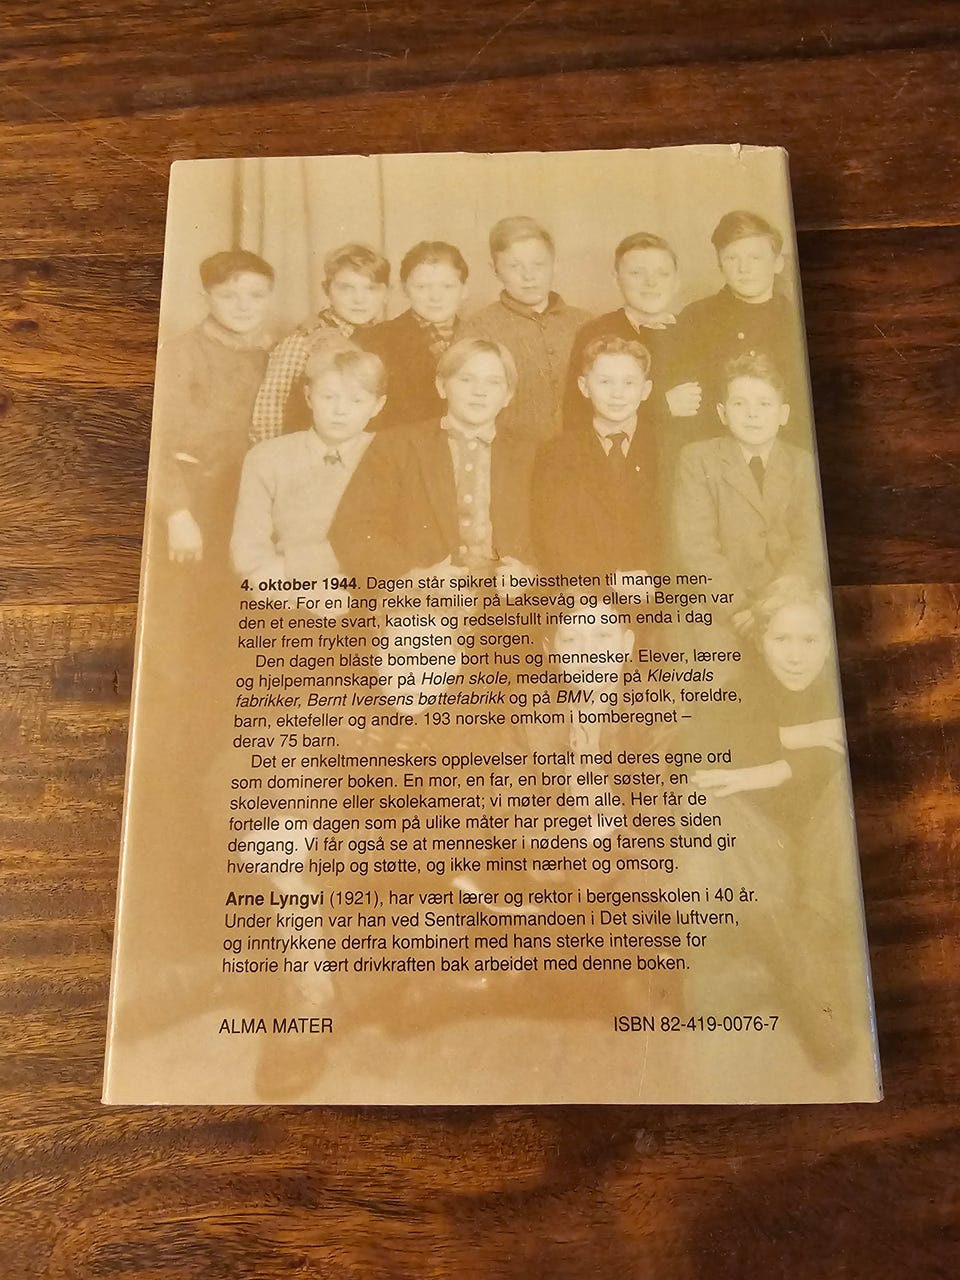 4. oktober 1944. Dagen står spikret i bevisstheten til mange men-
nesker. For en lang rekke familier på Laksevåg og ellers i Bergen var
den et eneste svart, kaotisk og redselsfullt inferno som enda i dag
kaller frem frykten og angsten og sorgen.
Den dagen blåste bombene bort hus og mennesker. Elever, lærere
og hjelpemannskaper på Holen skole, medarbeidere på Kleivdals
fabrikker, Bernt Iversens bøttefabrikk og på BMV, og sjøfolk, foreldre,
barn, ektefeller og andre. 193 norske omkom i bomberegnet –
derav 75 barn.
Det er enkeltmenneskers opplevelser fortalt med deres egne ord
som dominerer boken. En mor, en far, en bror eller søster, en
skolevenninne eller skolekamerat; vi møter dem alle. Her får de
fortelle om dagen som på ulike måter har preget livet deres siden
dengang. Vi får også se at mennesker i nødens og farens stund gir
hverandre hjelp og støtte, og ikke minst nærhet og omsorg.
Arne Lyngvi (1921), har vært lærer og rektor i bergensskolen i 40 år.
Under krigen var han ved Sentralkommandoen i Det sivile luftvern,
og inntrykkene derfra kombinert med hans sterke interesse for
historie har vært drivkraften bak arbeidet med denne boken.
ALMA MATER
ISBN 82-419-0076-7